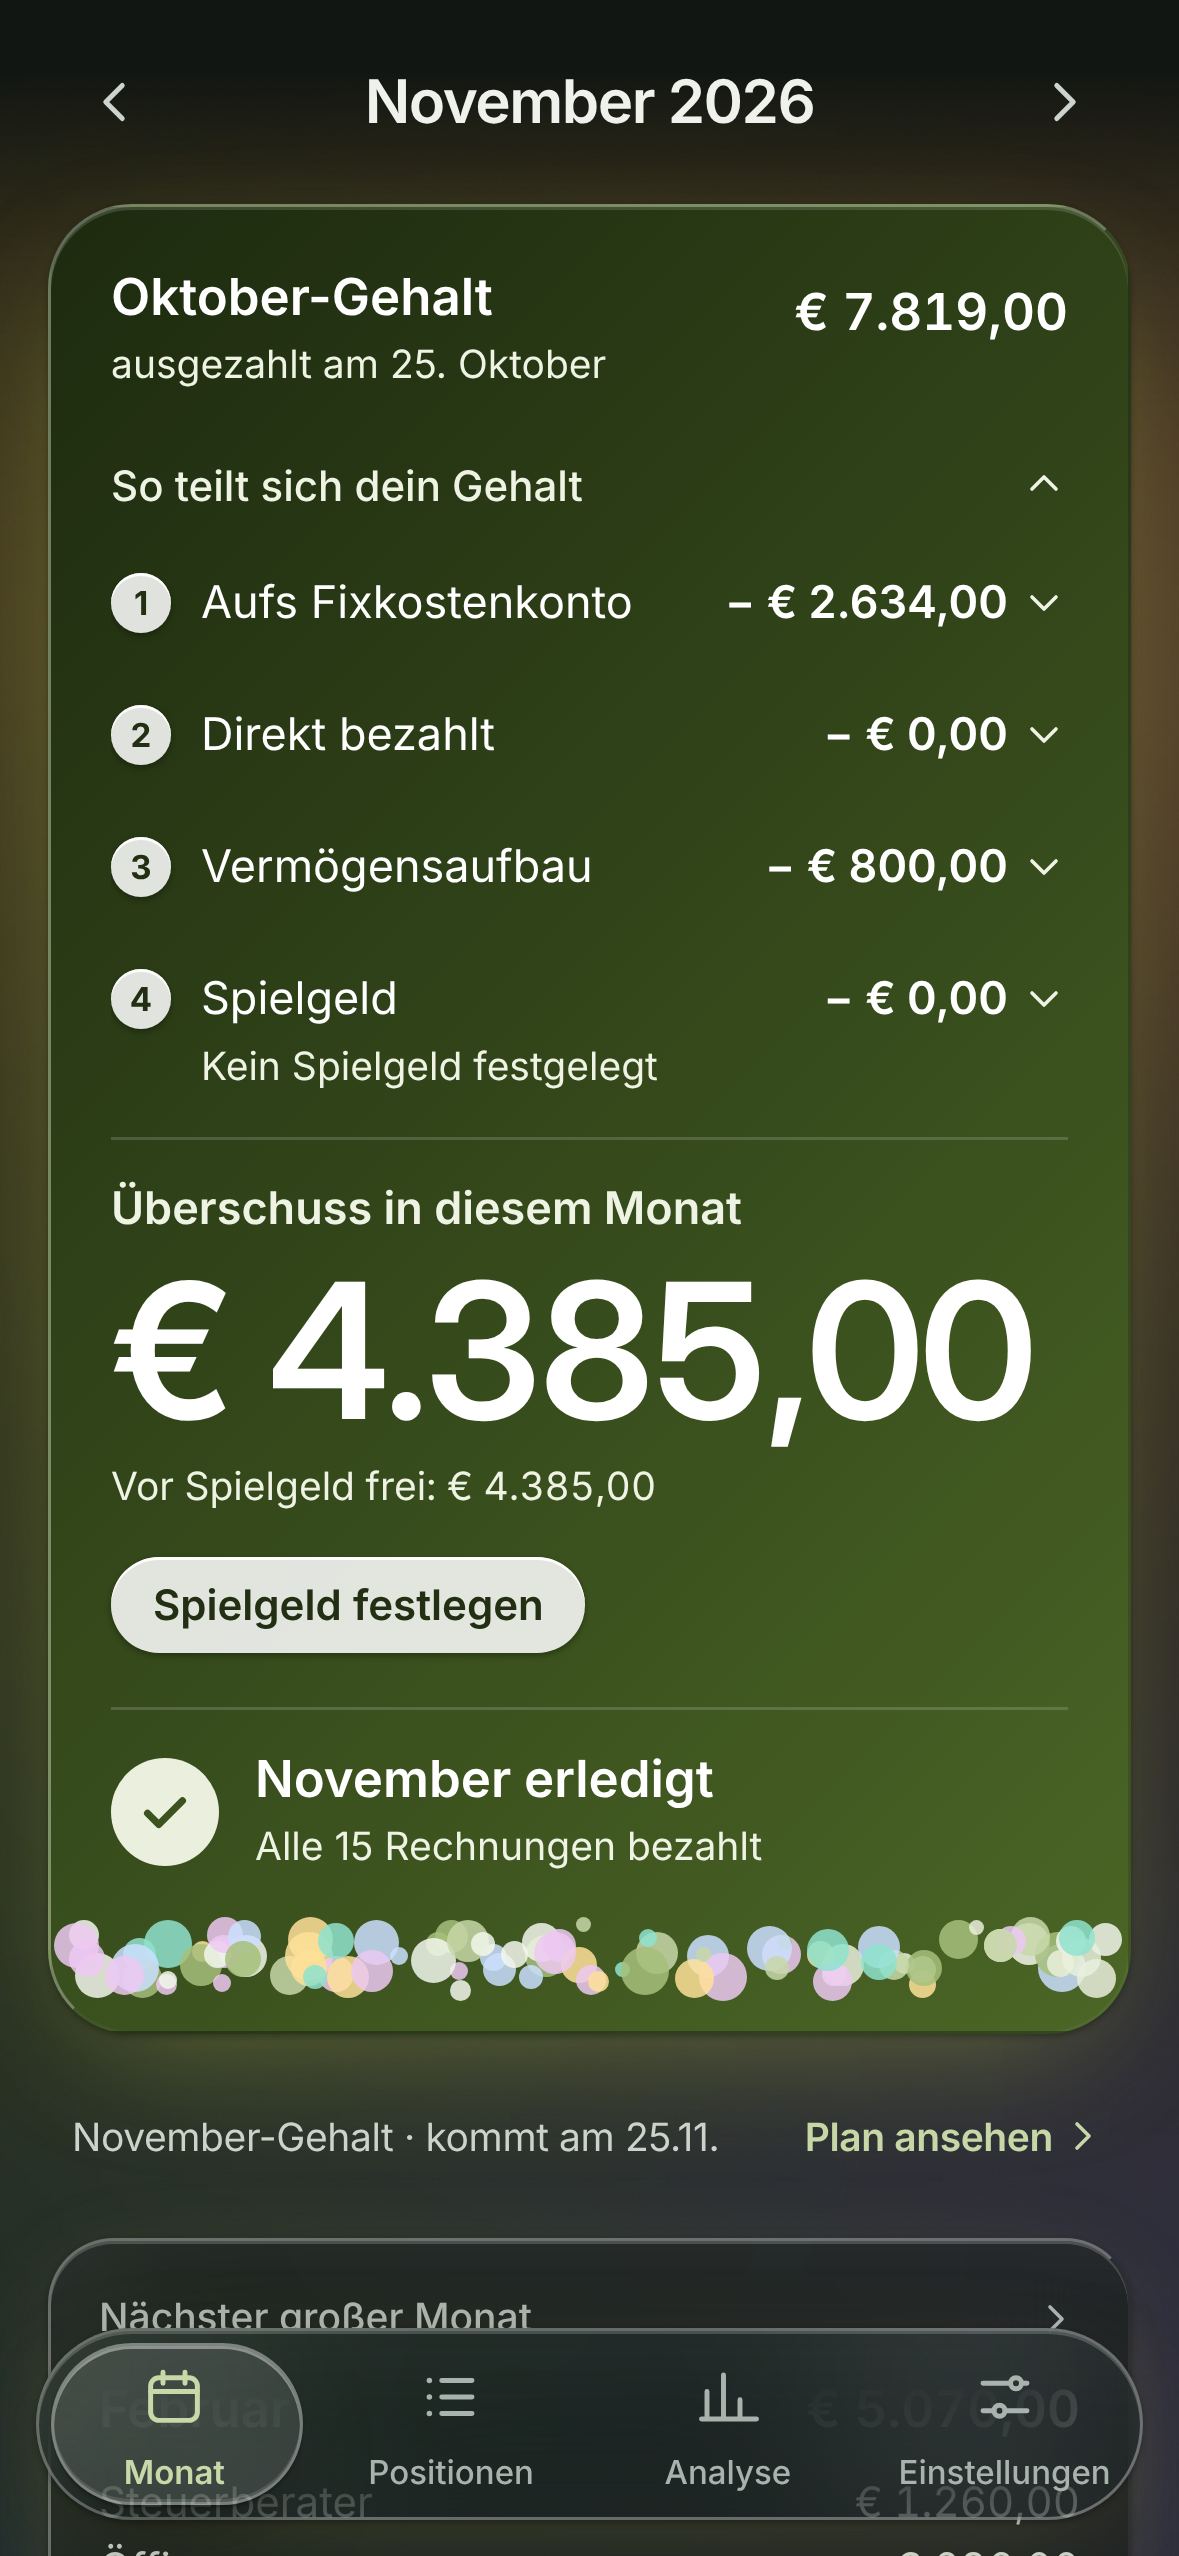 November 2026
Oktober-Gehalt
€ 7.819,00
ausgezahlt am 25. Oktober
So teilt sich dein Gehalt
1 Aufs Fixkostenkonto – € 2.634,00
2 Direkt bezahlt – € 0,00
3 Vermögensaufbau – € 800,00
4 Spielgeld – € 0,00
Kein Spielgeld festgelegt
Überschuss in diesem Monat
€ 4.385,00
Vor Spielgeld frei: € 4.385,00
Spielgeld festlegen
November erledigt
Alle 15 Rechnungen bezahlt
November-Gehalt · kommt am 25.11. Plan ansehen
Nächster großer Monat
Februar € 5.070,00
Monat Positionen Analyse Einstellungen
Steuerberater € 1.260,00